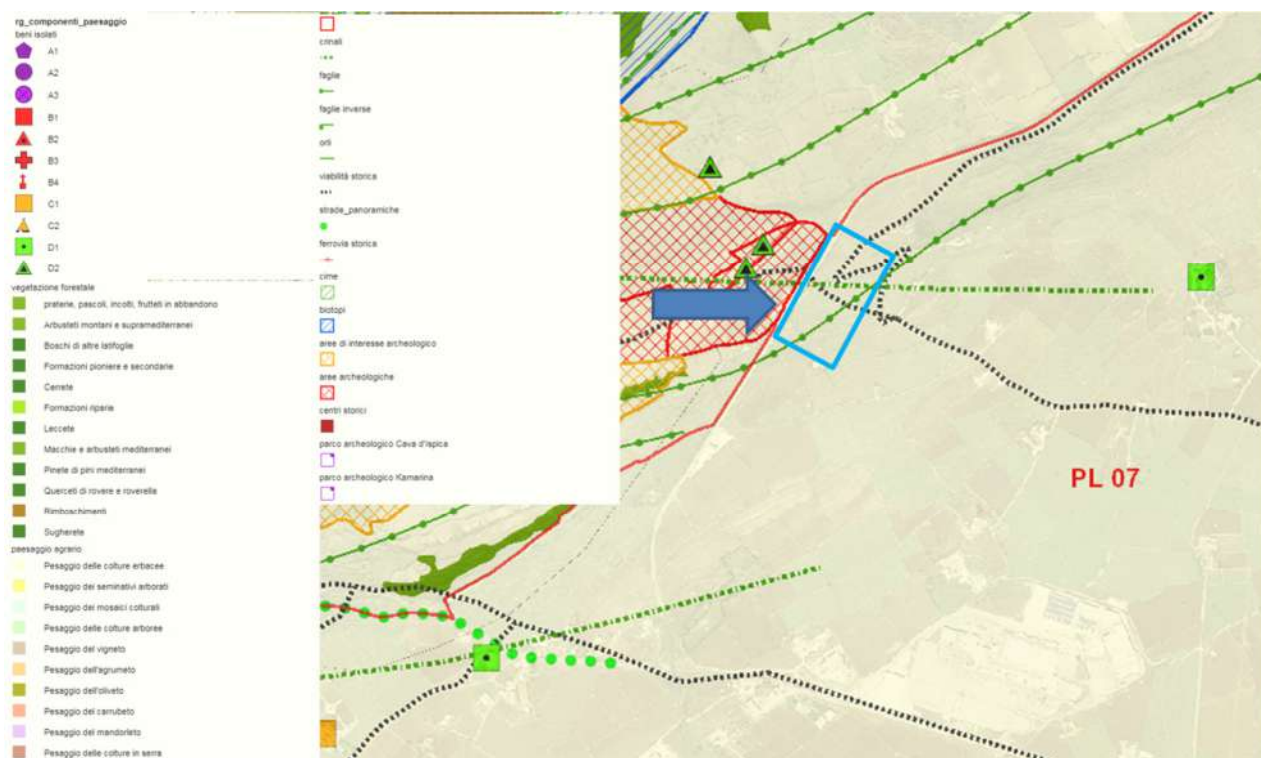 rg_componenti_paesaggio
beni isolati
A1
A2
A3
B1
B2
B3
B4
C1
C2
D1
D2
vegetazione forestale
praterie, pascoli, incolti, frutteti in abbandono
Arbusteti montani e supramediterranei
Boschi di altre latifoglie
Formazioni pioniere e secondarie
Cerrete
Formazioni riparie
Leccete
Macchie e arbusteti mediterranei
Pinete di pini mediterranei
Querceti di rovere e roverella
Rimboschimenti
Sugherete
paesaggio agrario
Pesaggio delle colture erbacee
Pesaggio dei seminativi arborati
Pesaggio dei mosaici colturali
Pesaggio delle colture arboree
Pesaggio del vigneto
Pesaggio dell'agrumeto
Pesaggio dell'oliveto
Pesaggio del carrubeto
Pesaggio del mandorleto
Pesaggio delle colture in serra
crinali
faglie
faglie inverse
orli
viabilità storica
strade_panoramiche
ferrovia storica
cime
biotopi
aree di interesse archeologico
aree archeologiche
centri storici
parco archeologico Cava d'Ispica
parco archeologico Kamarina
PL 07